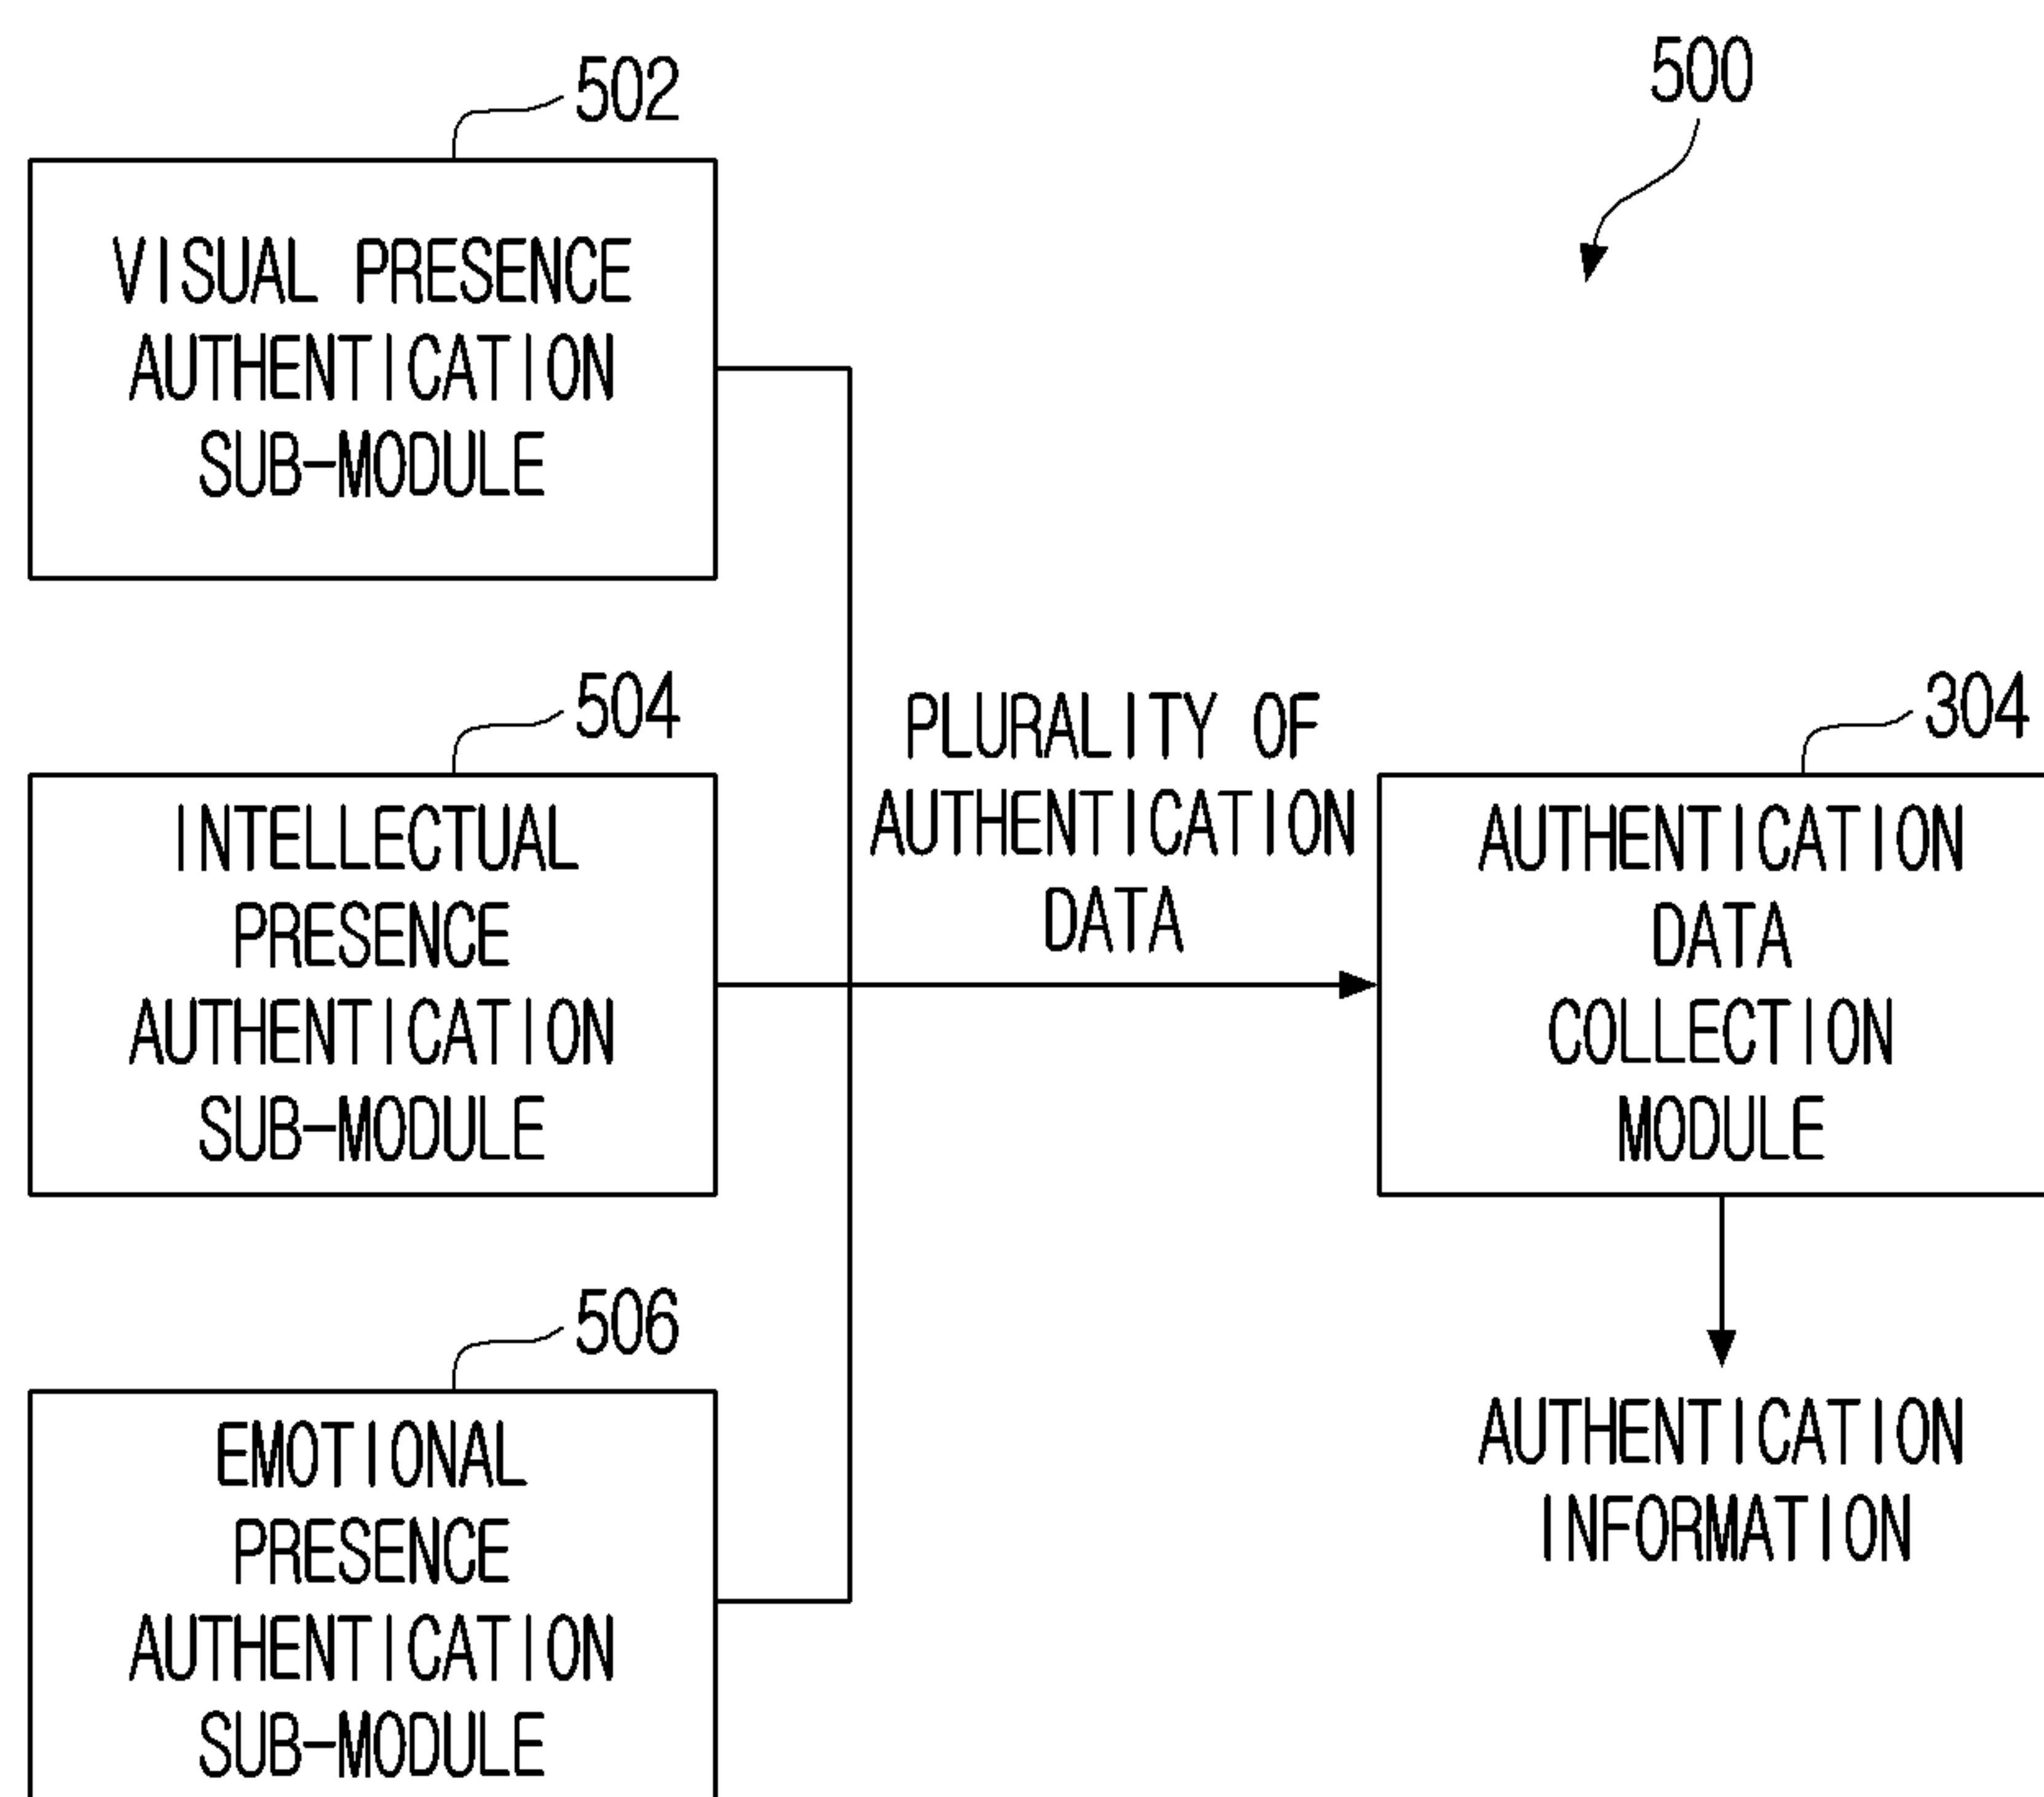 502
500
VISUAL PRESENCE
AUTHENTICATION
SUB-MODULE
504
INTELLECTUAL
PRESENCE
AUTHENTICATION
SUB-MODULE
PLURALITY OF
AUTHENTICATION
DATA
304
AUTHENTICATION
DATA
COLLECTION
MODULE
506
EMOTIONAL
PRESENCE
AUTHENTICATION
SUB-MODULE
AUTHENTICATION
INFORMATION